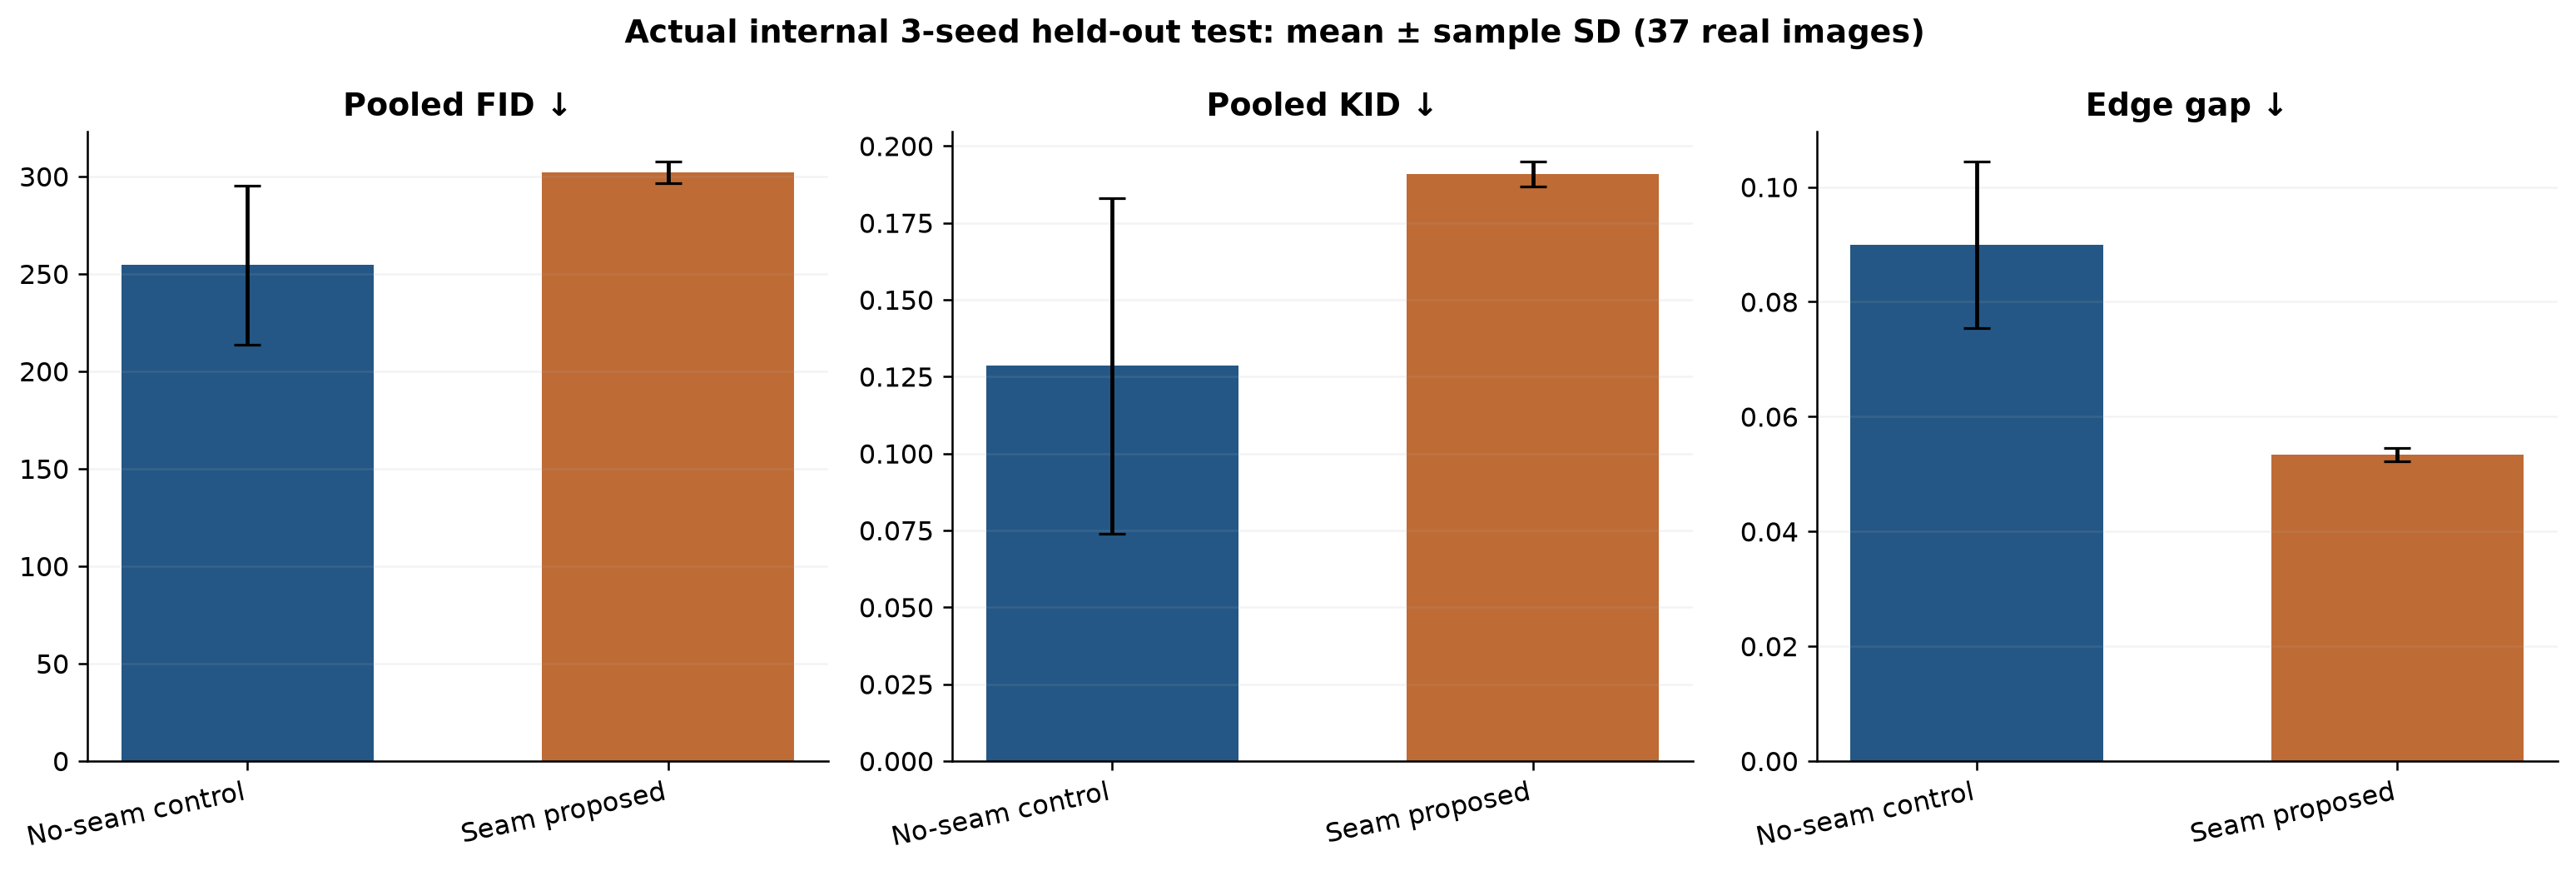 Actual internal 3-seed held-out test: mean ± sample SD (37 real images)
Pooled FID ↓
300
250
200
150
100
50
0
No-seam control
Seam proposed
Pooled KID ↓
0.200
0.175
0.150
0.125
0.100
0.075
0.050
0.025
0.000
No-seam control
Seam proposed
Edge gap ↓
0.10
0.08
0.06
0.04
0.02
0.00
No-seam control
Seam proposed